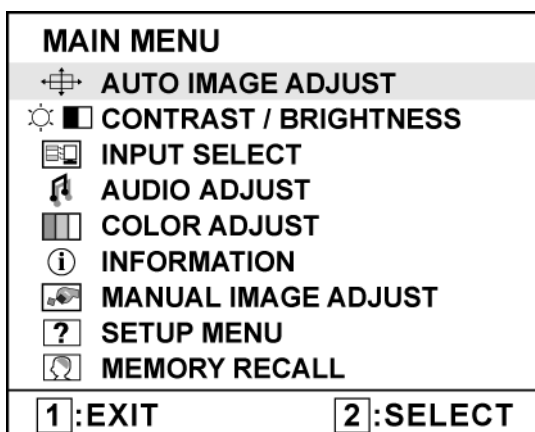 MAIN MENU
AUTO IMAGE ADJUST
CONTRAST / BRIGHTNESS
INPUT SELECT
AUDIO ADJUST
COLOR ADJUST
i INFORMATION
MANUAL IMAGE ADJUST
? SETUP MENU
MEMORY RECALL
1:EXIT 2:SELECT